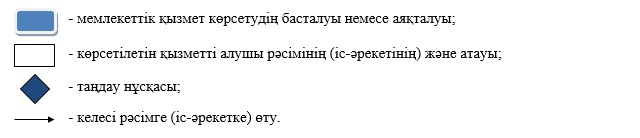 - мемлекеттік қызмет көрсетудің басталуы немесе аяқталуы;
- көрсетілетін қызметті алушы рәсімінің (іс-әрекетінің) және атауы;
- таңдау нұсқасы;
- келесі рәсімге (іс-әрекетке) өту.